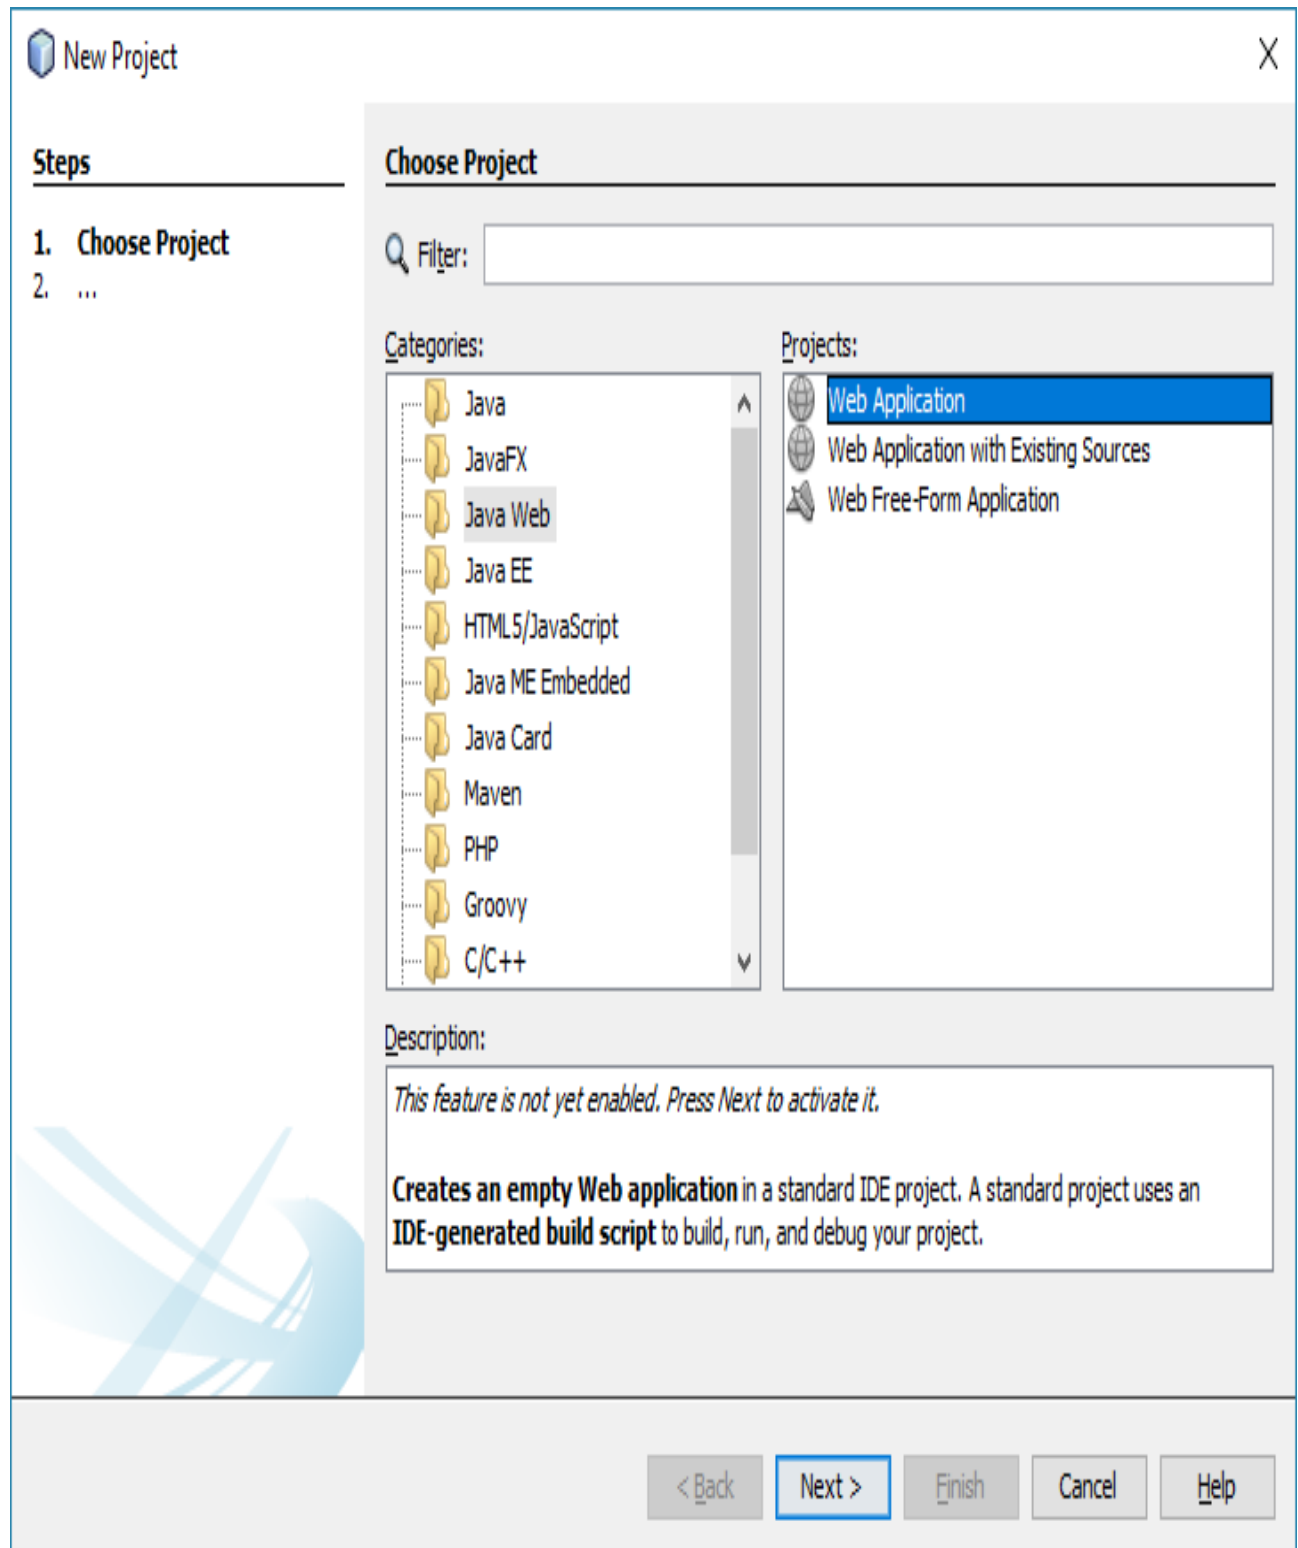 New Project
X
Steps
1. Choose Project
2. ...
Choose Project
Filter:
Categories:
Java
JavaFX
Java Web
Java EE
HTML5/JavaScript
Java ME Embedded
Java Card
Maven
PHP
Groovy
C/C++
Projects:
Web Application
Web Application with Existing Sources
Web Free-Form Application
Description:
This feature is not yet enabled. Press Next to activate it.
Creates an empty Web application in a standard IDE project. A standard project uses an
IDE-generated build script to build, run, and debug your project.
< Back
Next >
Finish
Cancel
Help